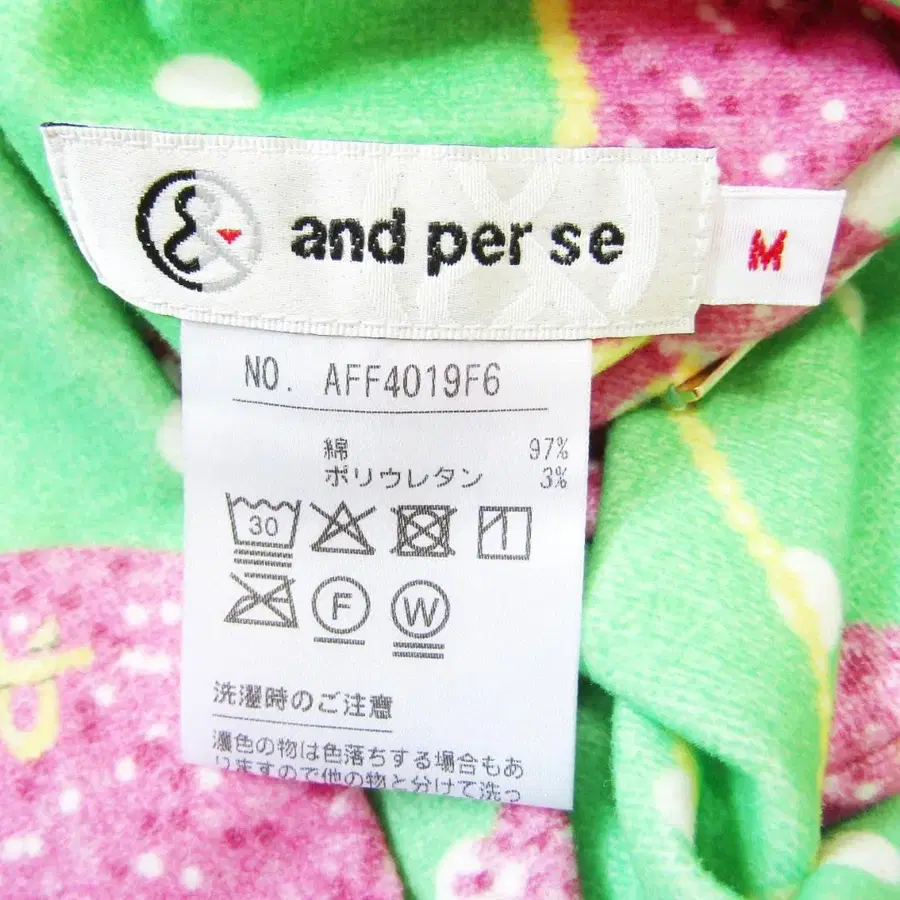 and per se
M
NO. AFF4019F6
綿 97%
ポリウレタン 3%
30
F
W
洗濯時のご注意
濃色の物は色落ちする場合もあ
りますので他の物と分けて洗っ